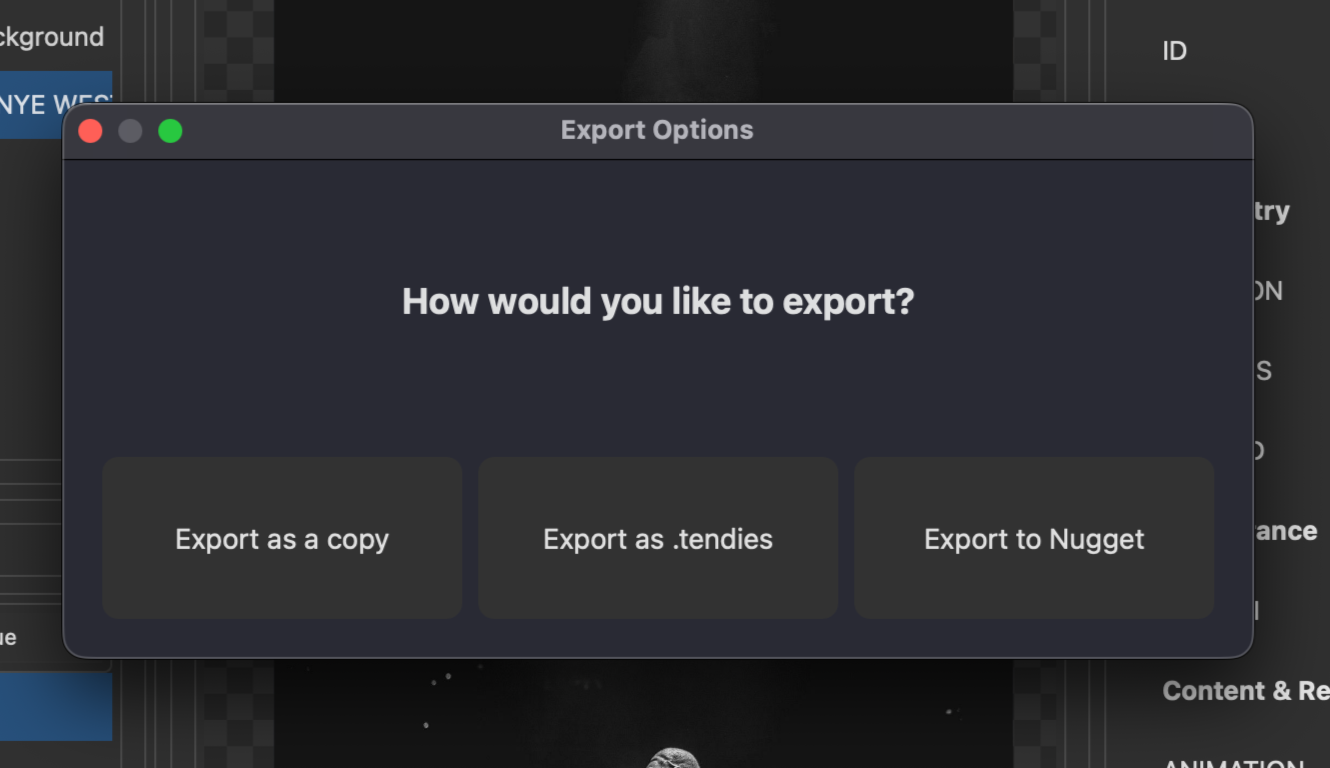 ckground
ID
NYE WEST
Export Options
try
How would you like to export?
ON
S
D
Export as a copy
Export as .tendies
Export to Nugget
ance
ue
Content & Re
ANIMATION